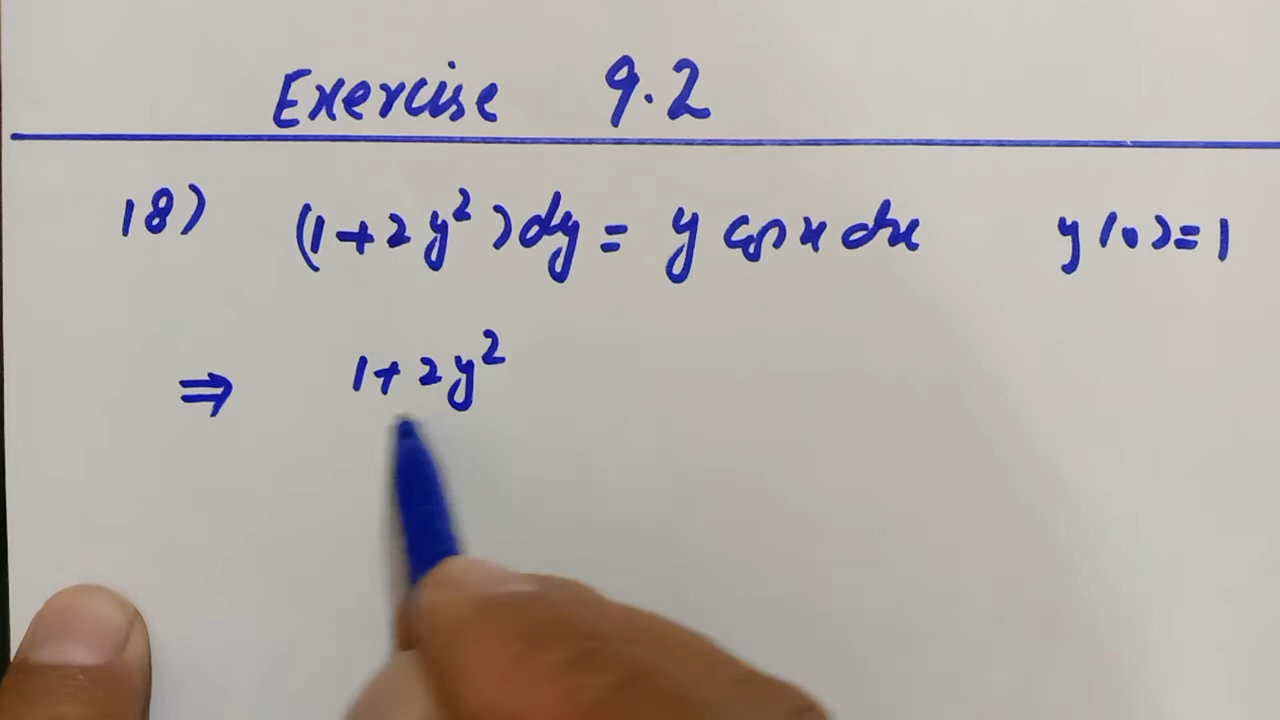 Exercise 9.2
18) (1+2y²)dy = y cos x dx y(0)=1
⇒ 1+2y²